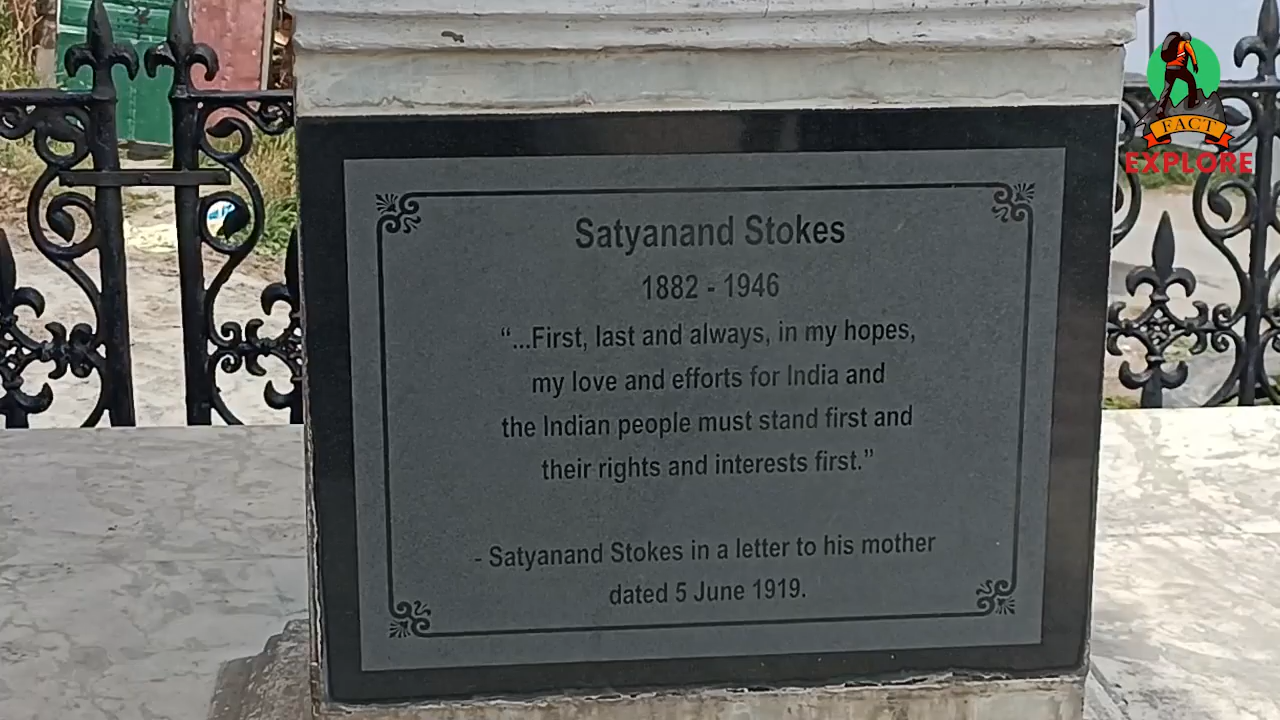 FACT
EXPLORE
Satyanand Stokes
1882 - 1946
“...First, last and always, in my hopes,
my love and efforts for India and
the Indian people must stand first and
their rights and interests first.”
- Satyanand Stokes in a letter to his mother
dated 5 June 1919.